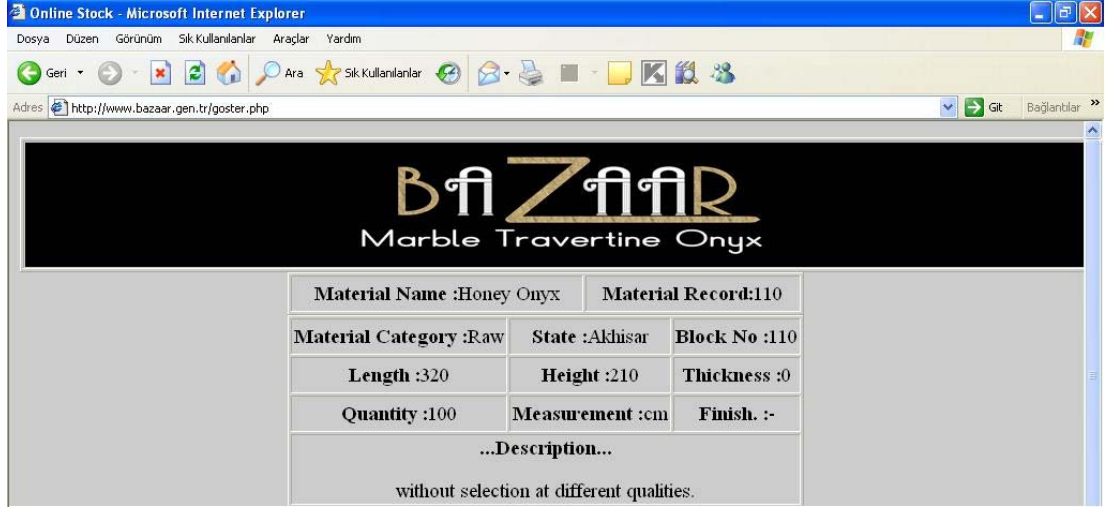 Online Stock - Microsoft Internet Explorer
Dosya Düzen Görünüm Sık Kullanılanlar Araçlar Yardım
Geri Ara Sık Kullanılanlar
Adres http://www.bazaar.gen.tr/goster.php Git Bağlantılar »
BAZAAR
Marble Travertine Onyx
Material Name :Honey Onyx Material Record:110
Material Category :Raw State :Akhisar Block No :110
Length :320 Height :210 Thickness :0
Quantity :100 Measurement :cm Finish. :-
...Description...
without selection at different qualities.